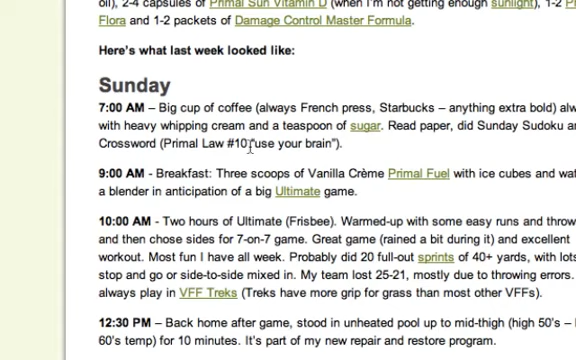 oil), 2-4 capsules of Primal Sun Vitamin D (when I'm not getting enough sunlight), 1-2
Flora and 1-2 packets of Damage Control Master Formula.
Here's what last week looked like:
Sunday
7:00 AM – Big cup of coffee (always French press, Starbucks – anything extra bold)
with heavy whipping cream and a teaspoon of sugar. Read paper, did Sunday Sudoku
Crossword (Primal Law #10 "use your brain").
9:00 AM - Breakfast: Three scoops of Vanilla Crème Primal Fuel with ice cubes and
a blender in anticipation of a big Ultimate game.
10:00 AM - Two hours of Ultimate (Frisbee). Warmed-up with some easy runs and
and then chose sides for 7-on-7 game. Great game (rained a bit during it) and excellent
workout. Most fun I have all week. Probably did 20 full-out sprints of 40+ yards, with
stop and go or side-to-side mixed in. My team lost 25-21, mostly due to throwing errors.
always play in VFF Treks (Treks have more grip for grass than most other VFFs).
12:30 PM – Back home after game, stood in unheated pool up to mid-thigh (high 50's –
60's temp) for 10 minutes. It's part of my new repair and restore program.